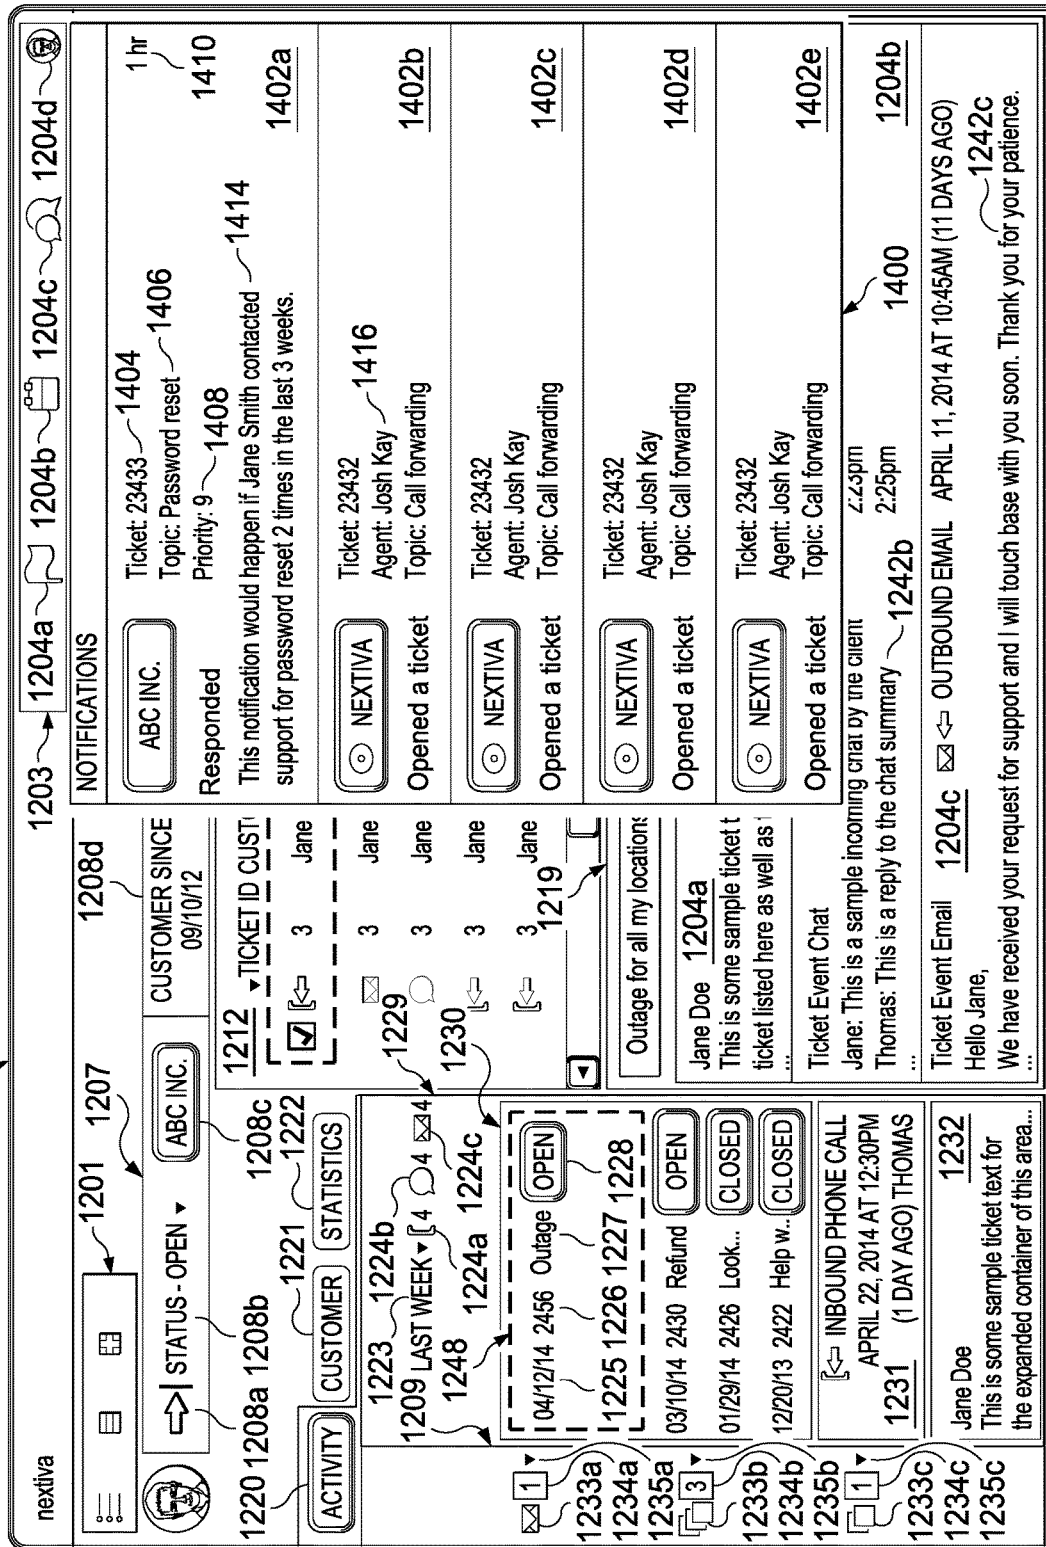 nextiva
1201
1207
1203
1204a
1204b
1204c
1204d
STATUS - OPEN ▼
1208a
1208b
ABC INC.
1208c
CUSTOMER SINCE
09/10/12
1208d
1220
ACTIVITY
CUSTOMER
1221
STATISTICS
1222
1209
1223
LAST WEEK ▼
4
4
4
1224a
1224b
1224c
1229
1230
1248
04/12/14 2456 Outage OPEN
1225
1226
1227
1228
03/10/14 2430 Refund OPEN
01/29/14 2426 Look... CLOSED
12/20/13 2422 Help w.. CLOSED
1
1233a
1234a
1235a
3
1233b
1234b
1235b
1
1233c
1234c
1235c
INBOUND PHONE CALL
APRIL 22, 2014 AT 12:30PM
(1 DAY AGO) THOMAS
1231
Jane Doe
1232
This is some sample ticket text for
the expanded container of this area...
1212
▼TICKET ID CUST
3 Jane
3 Jane
3 Jane
3 Jane
3 Jane
1219
Outage for all my locations
Jane Doe
1204a
This is some sample ticket t
ticket listed here as well as
...
Ticket Event Chat
Jane: This is a sample incoming chat by the client
2:23pm
Thomas: This is a reply to the chat summary
1242b
2:25pm
...
1204b
Ticket Event Email
1204c
OUTBOUND EMAIL APRIL 11, 2014 AT 10:45AM (11 DAYS AGO)
Hello Jane,
1242c
We have received your request for support and I will touch base with you soon. Thank you for your patience.
...
NOTIFICATIONS
ABC INC.
Ticket: 23433
1404
Topic: Password reset
1406
Priority: 9
1408
1 hr
1410
Responded
This notification would happen if Jane Smith contacted
1414
support for password reset 2 times in the last 3 weeks.
1402a
NEXTIVA
Ticket: 23432
Agent: Josh Kay
1416
Topic: Call forwarding
Opened a ticket
1402b
NEXTIVA
Ticket: 23432
Agent: Josh Kay
Topic: Call forwarding
Opened a ticket
1402c
NEXTIVA
Ticket: 23432
Agent: Josh Kay
Topic: Call forwarding
Opened a ticket
1402d
NEXTIVA
Ticket: 23432
Agent: Josh Kay
Topic: Call forwarding
Opened a ticket
1402e
1400